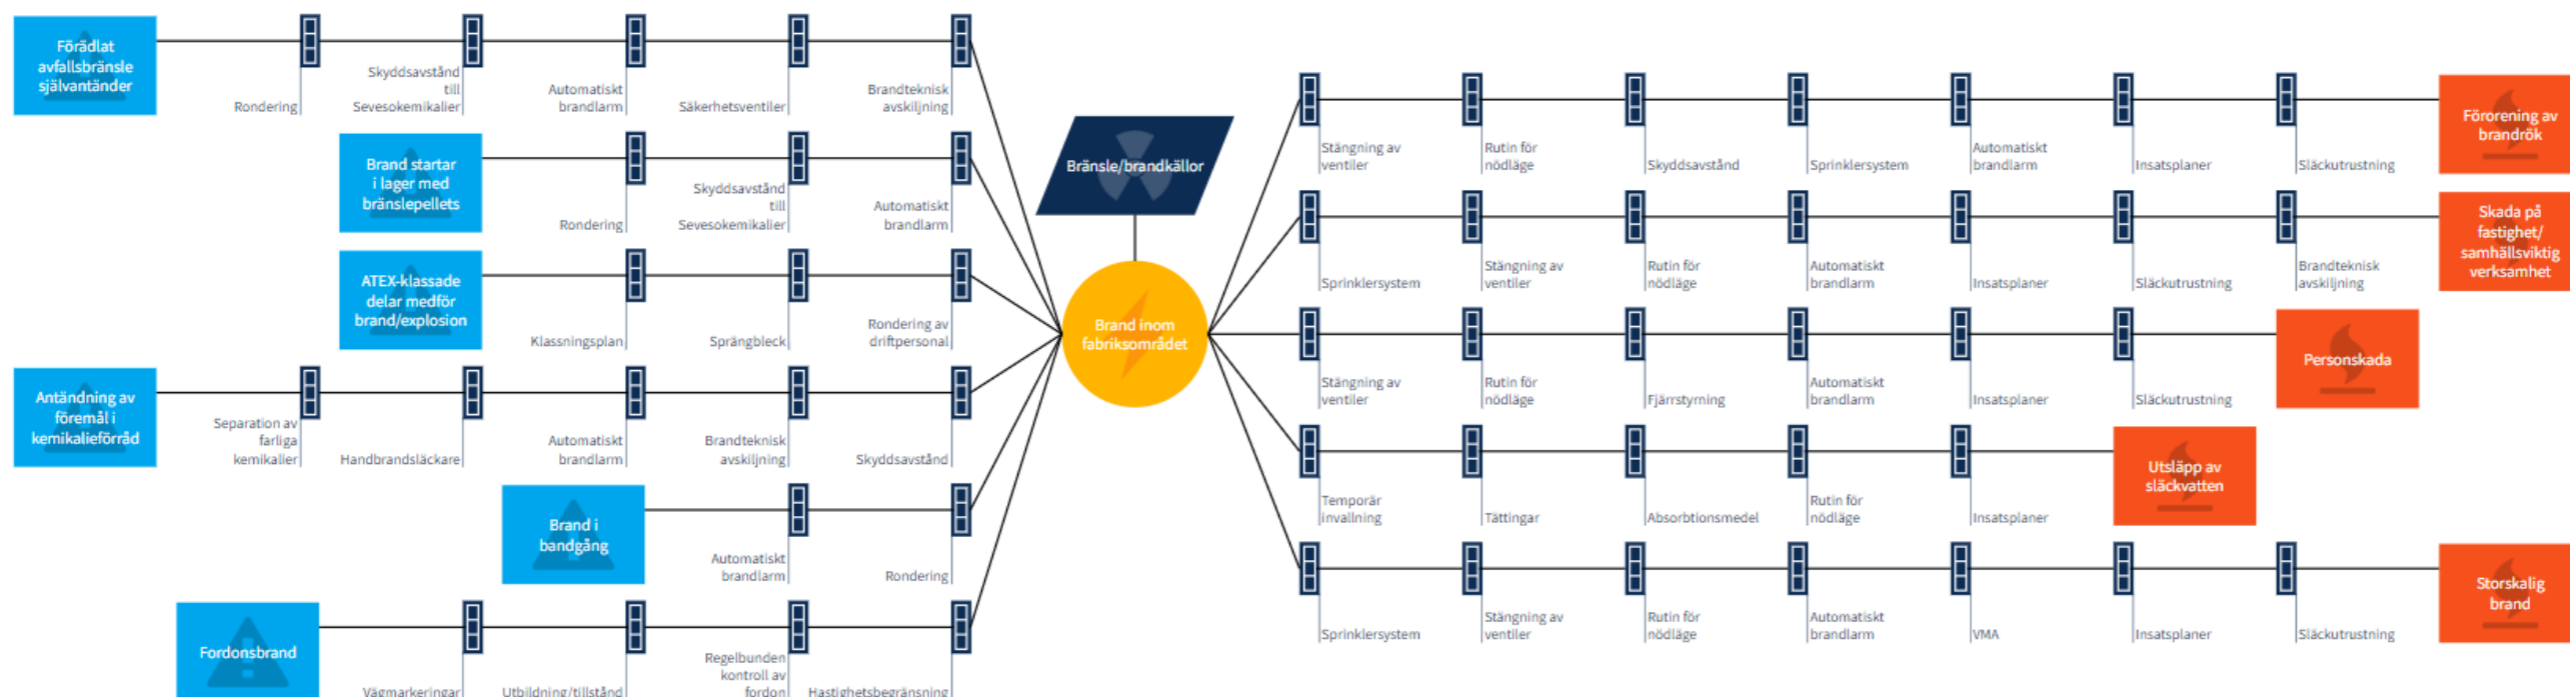 Förädlat
avfallsbränsle
självantänder
Rondering
Skyddsavstånd
till
Sevesokemikalier
Automatiskt
brandlarm
Säkerhetsventiler
Brandteknisk
avskiljning
Brand startar
i lager med
bränslepellets
Rondering
Skyddsavstånd
till
Sevesokemikalier
Automatiskt
brandlarm
ATEX-klassade
delar medför
brand/explosion
Klassningsplan
Sprängbleck
Rondering av
driftpersonal
Antändning av
föremål i
kemikalieförråd
Separation av
farliga
kemikalier
Handbrandsläckare
Automatiskt
brandlarm
Brandteknisk
avskiljning
Skyddsavstånd
Brand i
bandgång
Automatiskt
brandlarm
Rondering
Fordonsbrand
Vägmarkeringar
Utbildning/tillstånd
Regelbunden
kontroll av
fordon
Hastighetsbegränsning
Bränsle/brandkällor
Brand inom
fabriksområdet
Stängning av
ventiler
Rutin för
nödläge
Skyddsavstånd
Sprinklersystem
Automatiskt
brandlarm
Insatsplaner
Släckutrustning
Förorening av
brandrök
Sprinklersystem
Stängning av
ventiler
Rutin för
nödläge
Automatiskt
brandlarm
Insatsplaner
Släckutrustning
Brandteknisk
avskiljning
Skada på
fastighet/
samhällsviktig
verksamhet
Stängning av
ventiler
Rutin för
nödläge
Fjärrstyrning
Automatiskt
brandlarm
Insatsplaner
Släckutrustning
Personskada
Temporär
invallning
Tättingar
Absorbtionsmedel
Rutin för
nödläge
Insatsplaner
Utsläpp av
släckvatten
Sprinklersystem
Stängning av
ventiler
Rutin för
nödläge
Automatiskt
brandlarm
VMA
Insatsplaner
Släckutrustning
Storskalig
brand